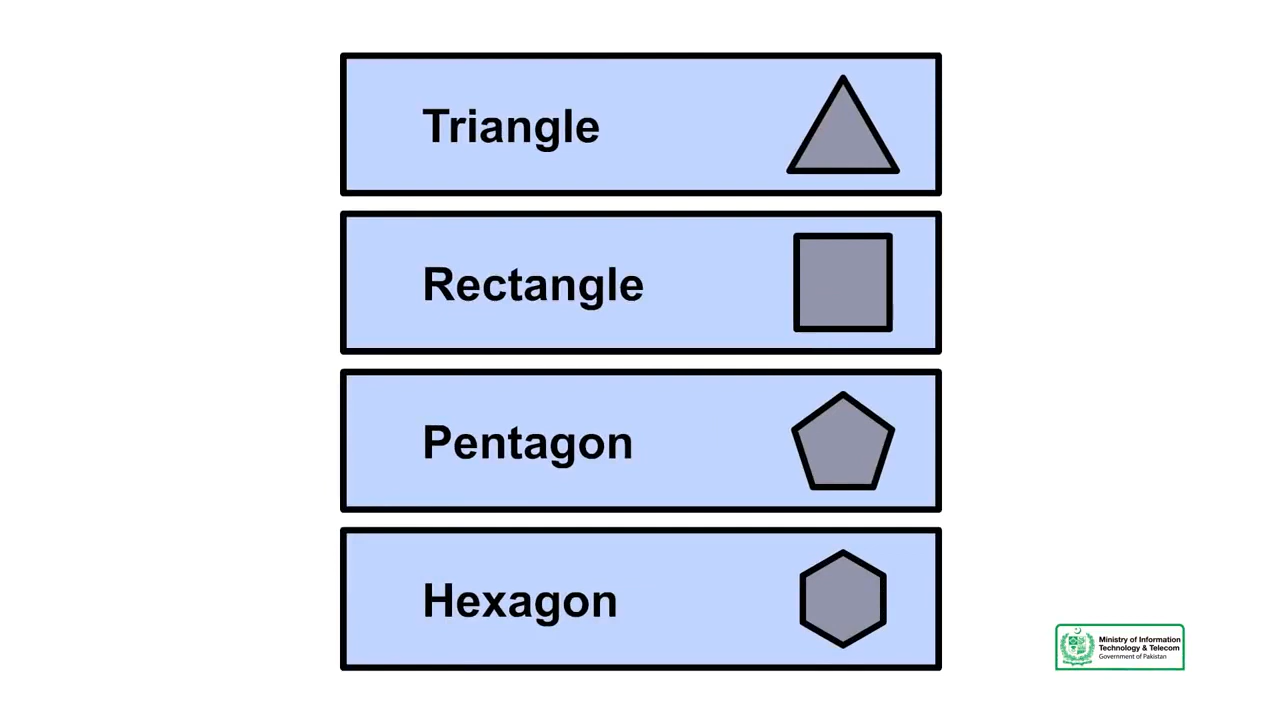 Triangle
Rectangle
Pentagon
Hexagon
Ministry of Information
Technology & Telecom
Government of Pakistan